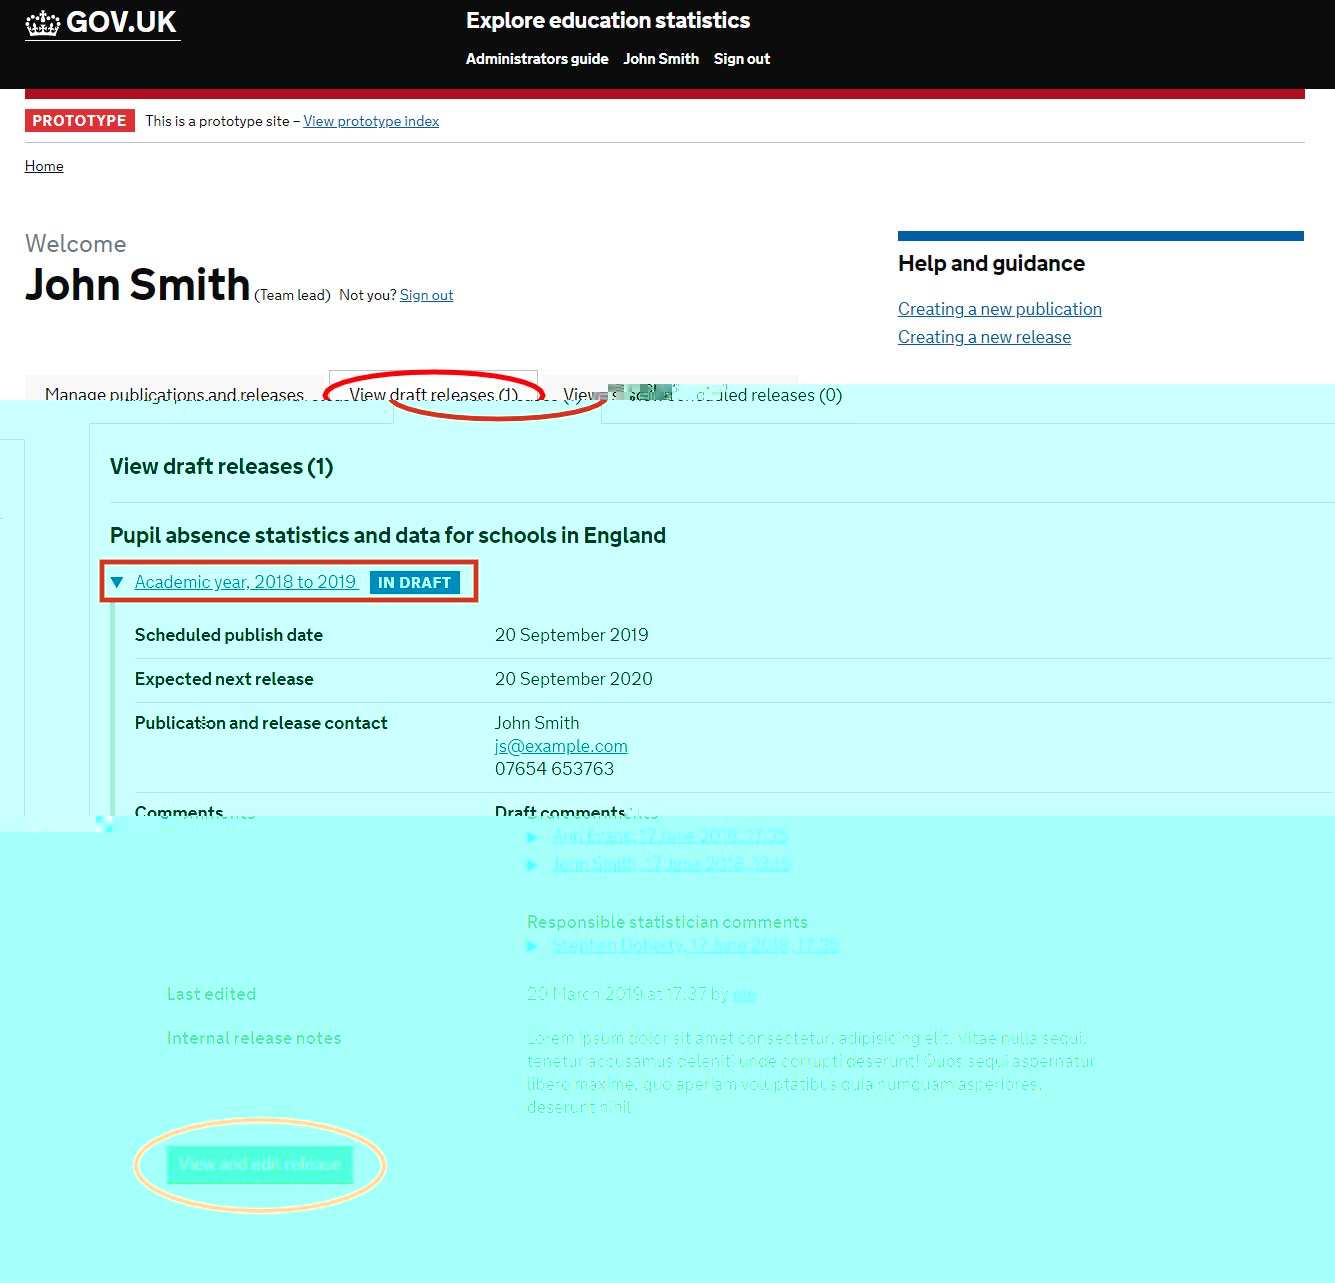 GOV.UK
Explore education statistics
Administrators guide John Smith Sign out
PROTOTYPE This is a prototype site – View prototype index
Home
Welcome
John Smith (Team lead) Not you? Sign out
Help and guidance
Creating a new publication
Creating a new release
Manage publications and releases View draft releases (1) View scheduled releases (0)
View draft releases (1)
Pupil absence statistics and data for schools in England
Academic year, 2018 to 2019 IN DRAFT
Scheduled publish date 20 September 2019
Expected next release 20 September 2020
Publication and release contact John Smith
js@example.com
07654 653763
Comments Draft comments
Ann Evans, 17 June 2018, 17:35
John Smith, 17 June 2018, 13:15
Responsible statistician comments
Stephen Doherty, 17 June 2018, 17:35
Last edited 20 March 2019 at 17:37 by me
Internal release notes Lorem ipsum dolor sit amet consectetur, adipisicing elit. Vitae nulla sequi,
tenetur accusamus deleniti unde corrupti deserunt! Quos sequi aspernatur
libero maxime, quo aperiam voluptatibus quia numquam asperiores,
deserunt nihil.
View and edit release